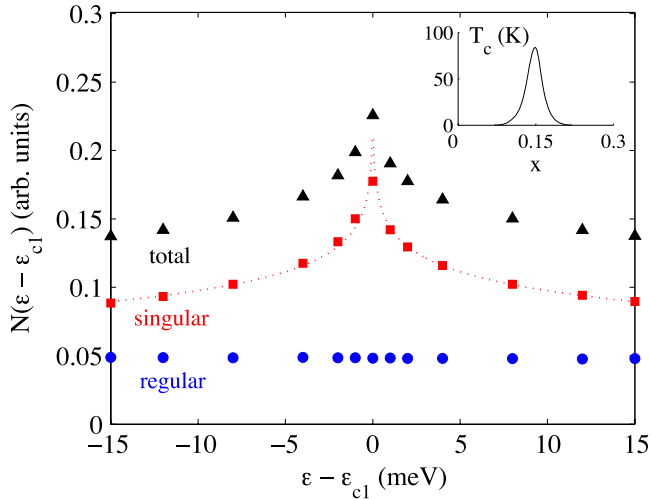 0.3
0.25
0.2
0.15
0.1
0.05
0
N(ε − ε_c1) (arb. units)
T_c (K)
100
50
0
0
0.15
0.3
x
total
singular
regular
−15
−10
−5
0
5
10
15
ε − ε_c1 (meV)